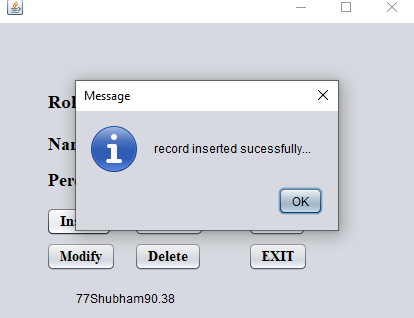 Message
record inserted sucessfully...
OK
Modify Delete EXIT
77Shubham90.38